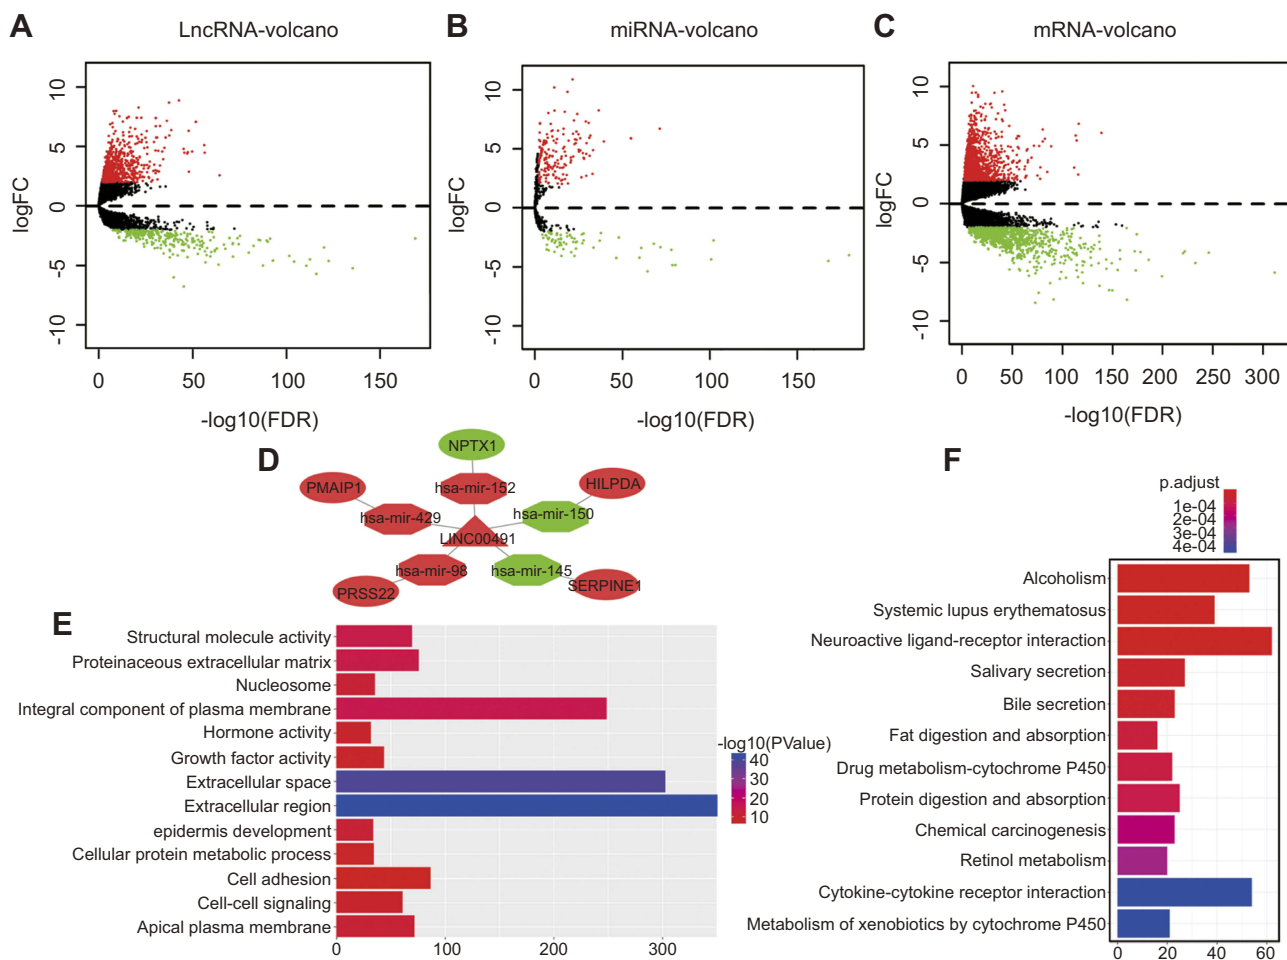 A
LncRNA-volcano
logFC
10
5
0
-5
-10
0 50 100 150
-log10(FDR)
B
miRNA-volcano
logFC
10
5
0
-5
-10
0 50 100 150
-log10(FDR)
C
mRNA-volcano
logFC
10
5
0
-5
-10
0 50 100 150 200 250 300
-log10(FDR)
D
NPTX1
PMAIP1
hsa-mir-152
HILPDA
hsa-mir-429
hsa-mir-150
LINC00491
hsa-mir-98
hsa-mir-145
PRSS22
SERPINE1
E
Structural molecule activity
Proteinaceous extracellular matrix
Nucleosome
Integral component of plasma membrane
Hormone activity
Growth factor activity
Extracellular space
Extracellular region
epidermis development
Cellular protein metabolic process
Cell adhesion
Cell-cell signaling
Apical plasma membrane
0 100 200 300
-log10(PValue)
40
30
20
10
F
p.adjust
1e-04
2e-04
3e-04
4e-04
Alcoholism
Systemic lupus erythematosus
Neuroactive ligand-receptor interaction
Salivary secretion
Bile secretion
Fat digestion and absorption
Drug metabolism-cytochrome P450
Protein digestion and absorption
Chemical carcinogenesis
Retinol metabolism
Cytokine-cytokine receptor interaction
Metabolism of xenobiotics by cytochrome P450
0 20 40 60